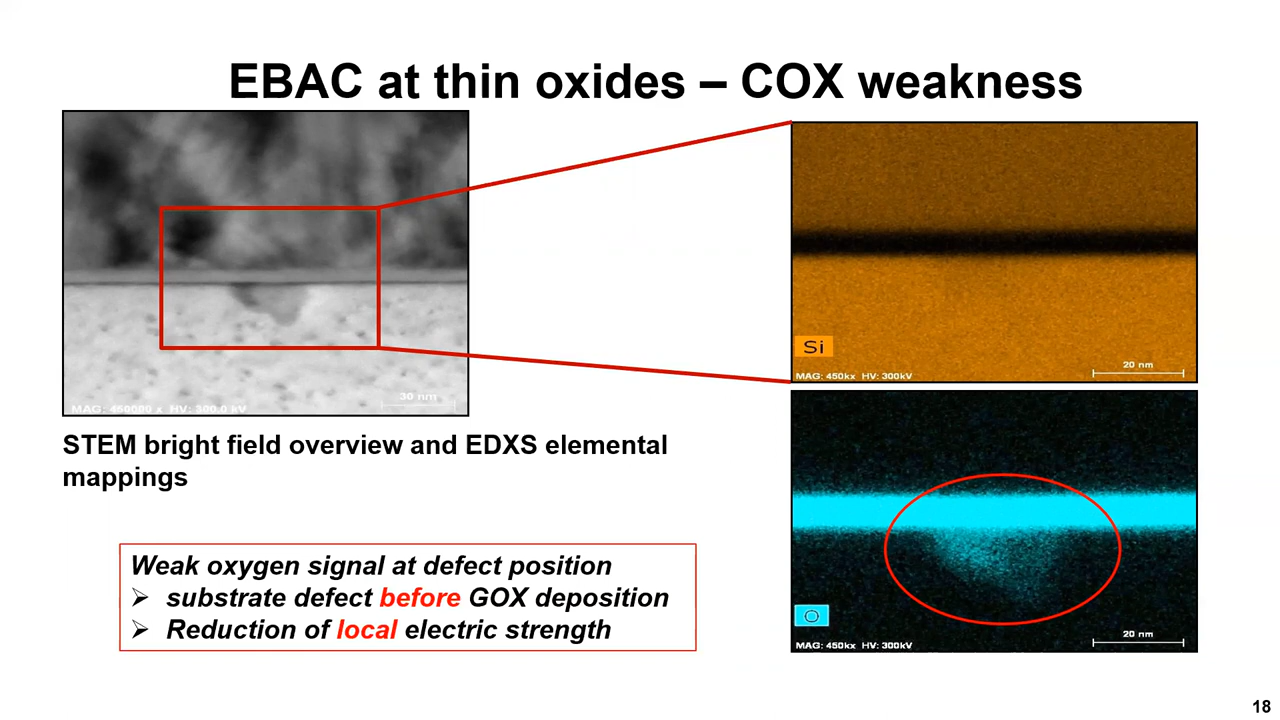 EBAC at thin oxides – COX weakness
30 nm
MAG: 450000 x HV: 300.0 kV
Si
20 nm
MAG: 450kx HV: 300kV
STEM bright field overview and EDXS elemental
mappings
Weak oxygen signal at defect position
➢ substrate defect before GOX deposition
➢ Reduction of local electric strength
O
20 nm
MAG: 450kx HV: 300kV
18